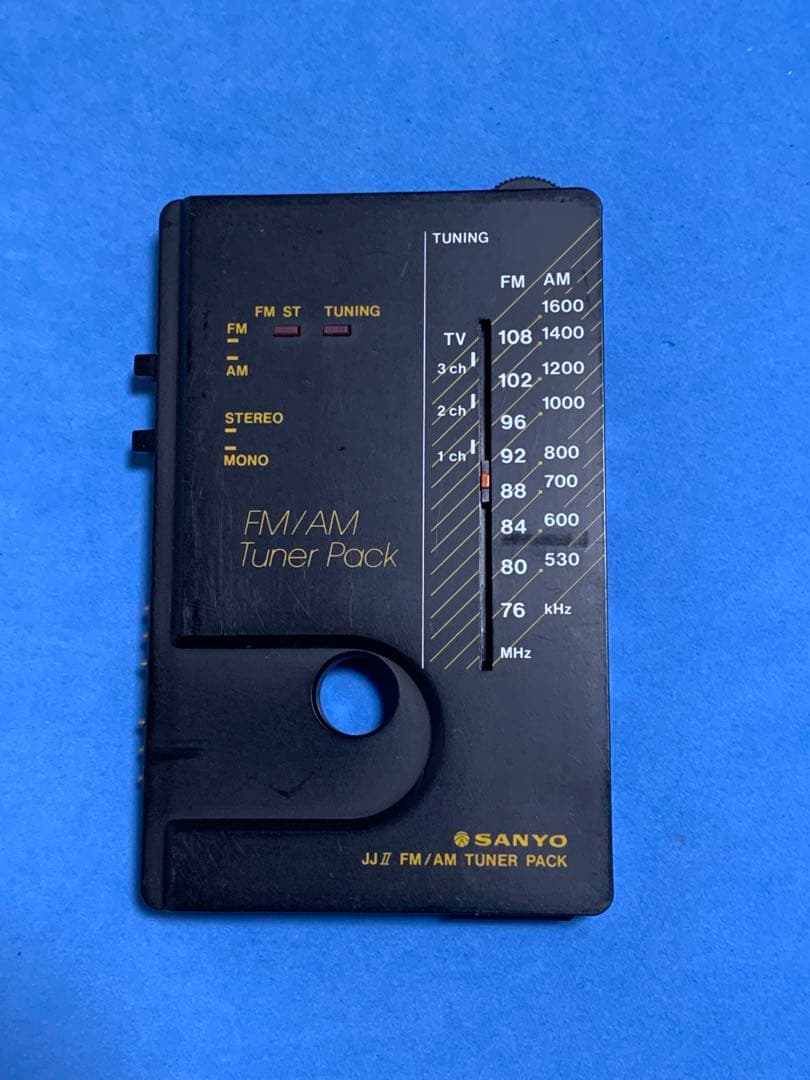 TUNING
FM AM
1600
FM ST TUNING
FM
AM
TV 108 1400
3 ch 102 1200
2 ch 96 1000
1 ch 92 800
88 700
84 600
80 530
76 kHz
MHz
STEREO
MONO
FM/AM
Tuner Pack
SANYO
JJ II FM/AM TUNER PACK